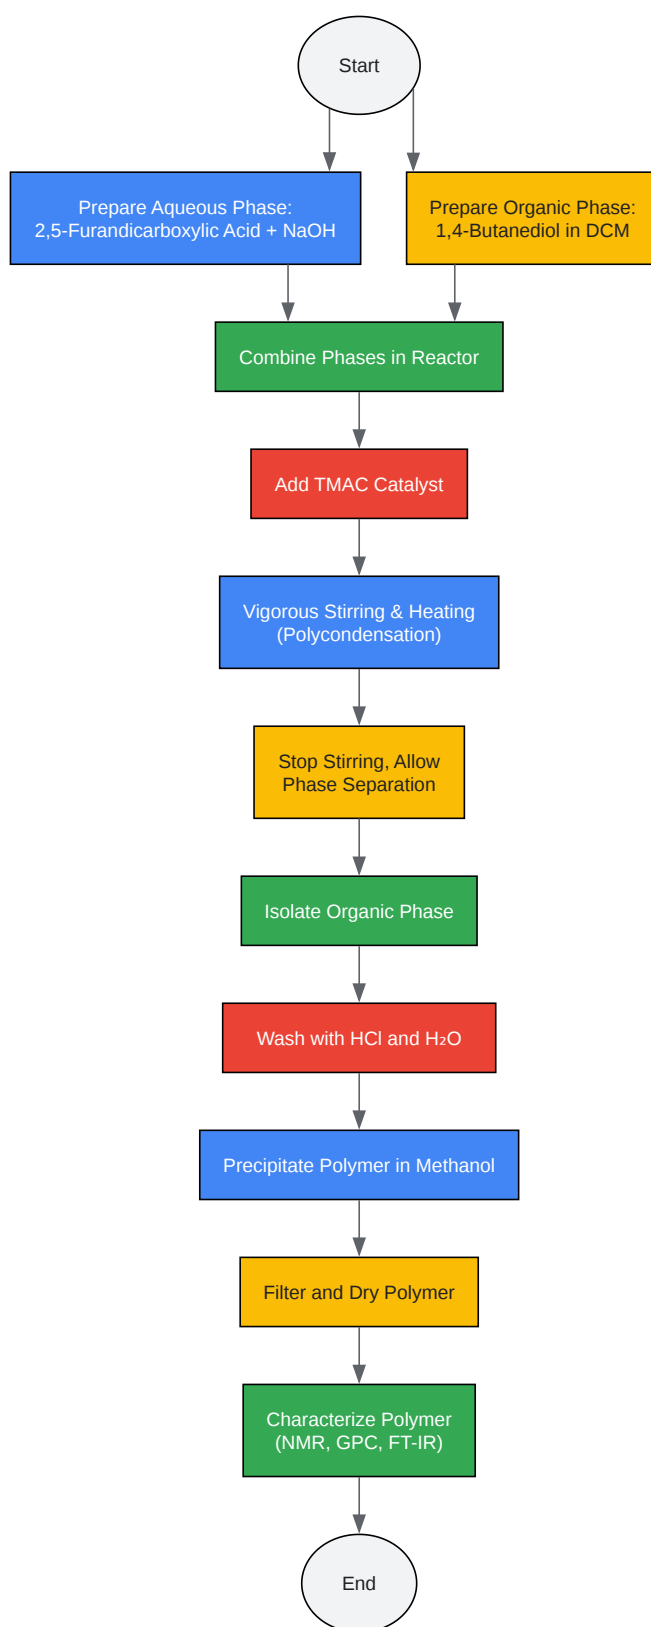 Start
Prepare Aqueous Phase:
2,5-Furandicarboxylic Acid + NaOH
Prepare Organic Phase:
1,4-Butanediol in DCM
Combine Phases in Reactor
Add TMAC Catalyst
Vigorous Stirring & Heating
(Polycondensation)
Stop Stirring, Allow
Phase Separation
Isolate Organic Phase
Wash with HCl and H₂O
Precipitate Polymer in Methanol
Filter and Dry Polymer
Characterize Polymer
(NMR, GPC, FT-IR)
End